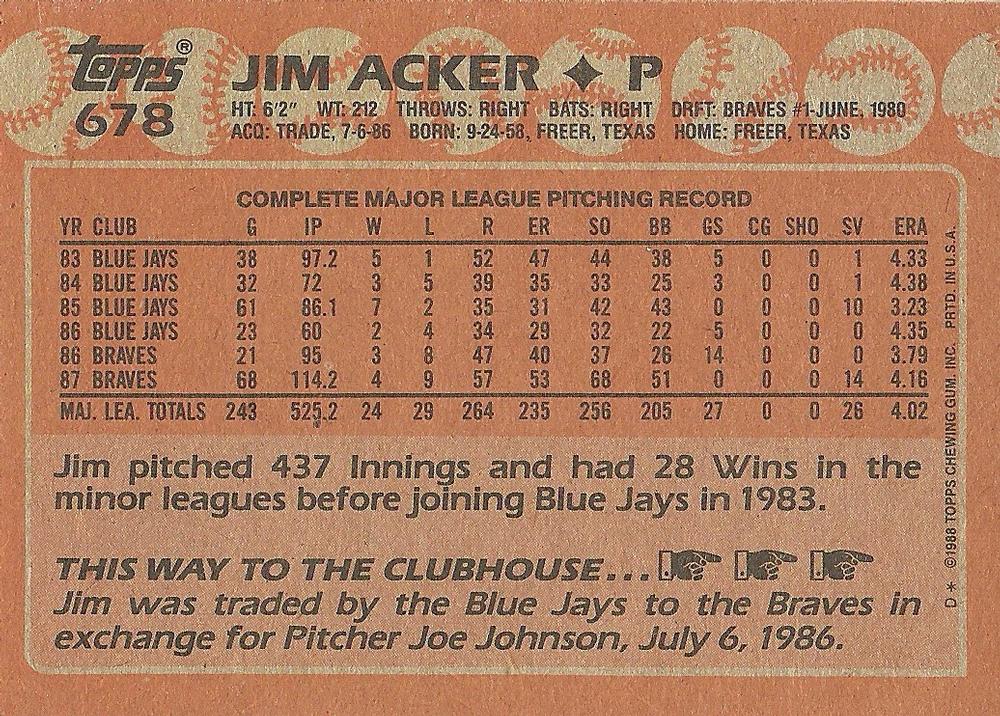 topps®
678
JIM ACKER ✦ P
HT: 6'2" WT: 212 THROWS: RIGHT BATS: RIGHT DRFT: BRAVES #1-JUNE, 1980
ACQ: TRADE, 7-6-86 BORN: 9-24-58, FREER, TEXAS HOME: FREER, TEXAS
COMPLETE MAJOR LEAGUE PITCHING RECORD
YR CLUB G IP W L R ER SO BB GS CG SHO SV ERA
83 BLUE JAYS 38 97.2 5 1 52 47 44 38 5 0 0 1 4.33
84 BLUE JAYS 32 72 3 5 39 35 33 25 3 0 0 1 4.38
85 BLUE JAYS 61 86.1 7 2 35 31 42 43 0 0 0 10 3.23
86 BLUE JAYS 23 60 2 4 34 29 32 22 5 0 0 0 4.35
86 BRAVES 21 95 3 8 47 40 37 26 14 0 0 0 3.79
87 BRAVES 68 114.2 4 9 57 53 68 51 0 0 0 14 4.16
MAJ. LEA. TOTALS 243 525.2 24 29 264 235 256 205 27 0 0 26 4.02
Jim pitched 437 Innings and had 28 Wins in the
minor leagues before joining Blue Jays in 1983.
THIS WAY TO THE CLUBHOUSE...
Jim was traded by the Blue Jays to the Braves in
exchange for Pitcher Joe Johnson, July 6, 1986.
D * ©1988 TOPPS CHEWING GUM, INC. PRTD. IN U.S.A.